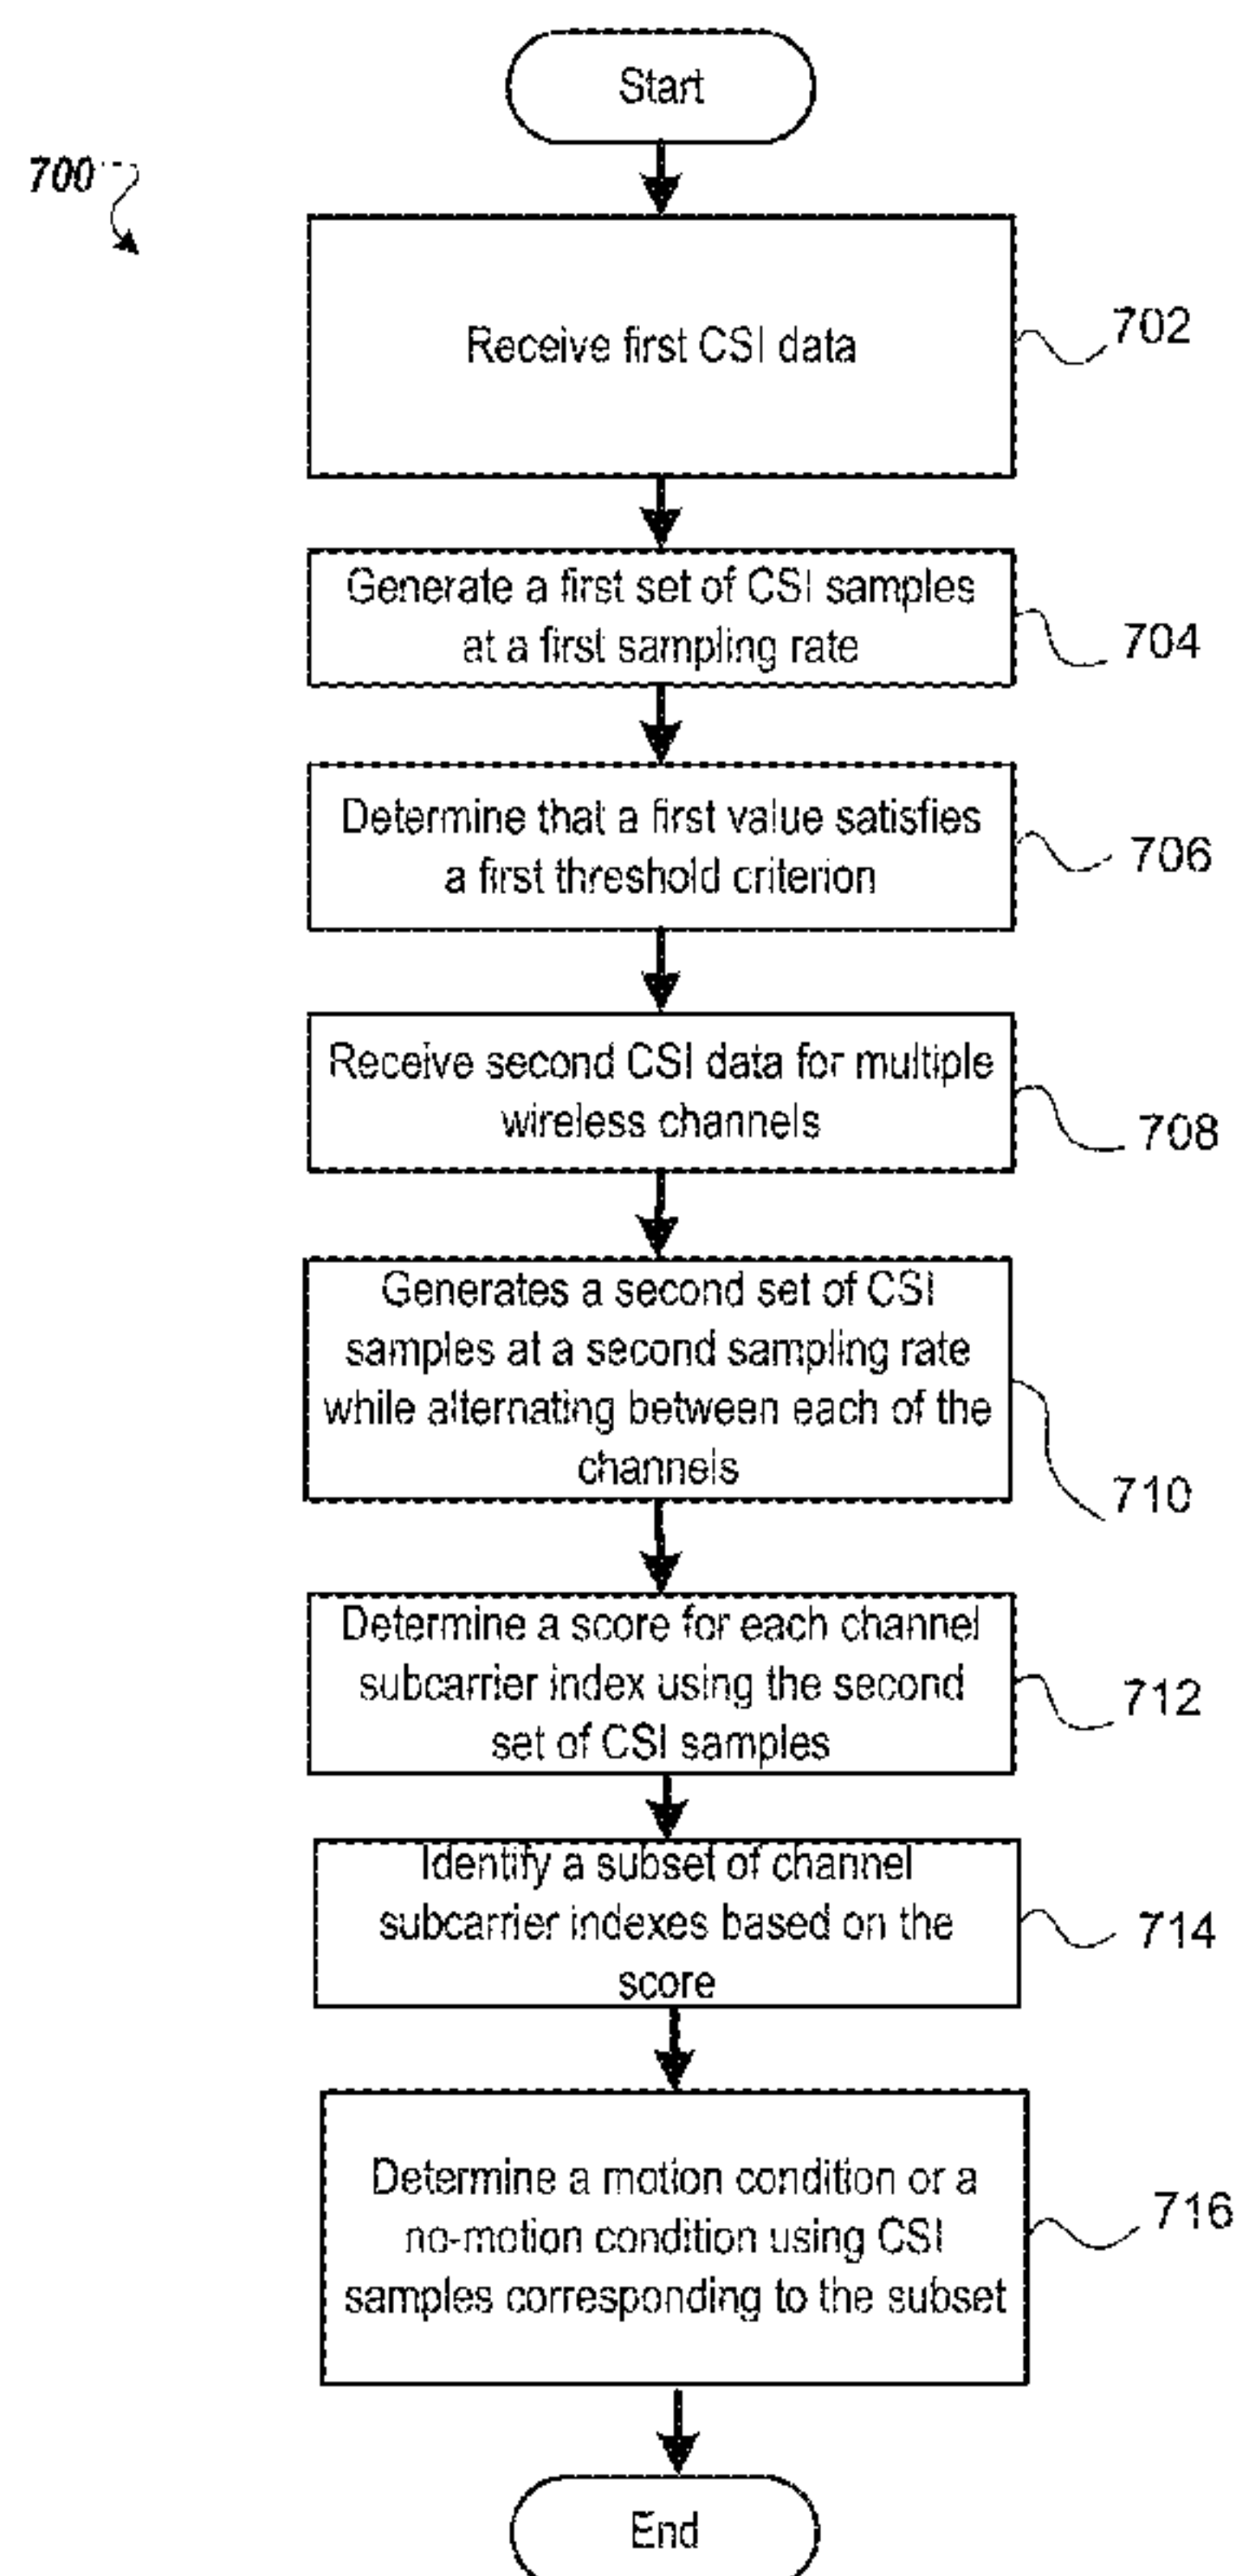 Start
700
Receive first CSI data
702
Generate a first set of CSI samples
at a first sampling rate
704
Determine that a first value satisfies
a first threshold criterion
706
Receive second CSI data for multiple
wireless channels
708
Generates a second set of CSI
samples at a second sampling rate
while alternating between each of the
channels
710
Determine a score for each channel
subcarrier index using the second
set of CSI samples
712
Identify a subset of channel
subcarrier indexes based on the
score
714
Determine a motion condition or a
no-motion condition using CSI
samples corresponding to the subset
716
End